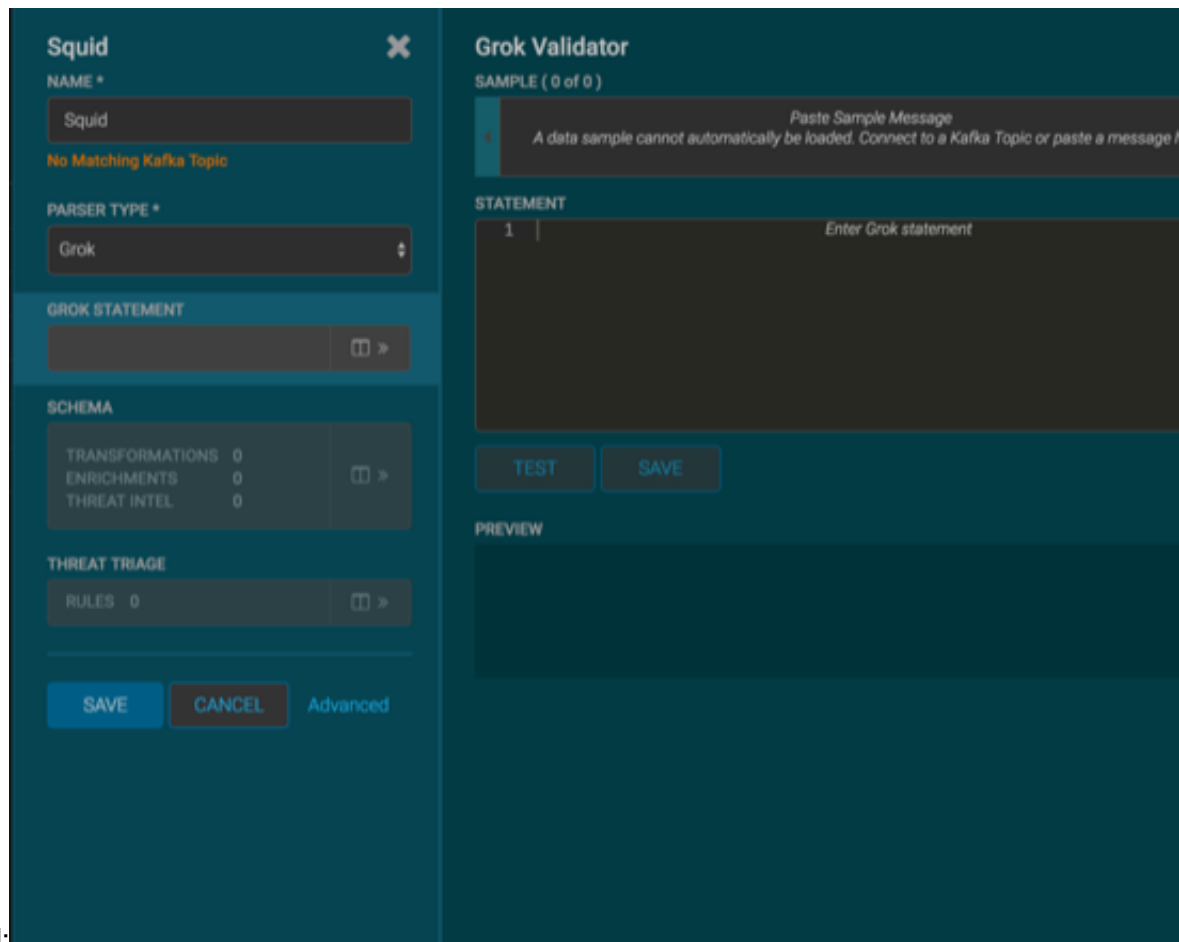 Squid
NAME *
Squid
No Matching Kafka Topic
PARSER TYPE *
Grok
GROK STATEMENT
SCHEMA
TRANSFORMATIONS 0
ENRICHMENTS 0
THREAT INTEL 0
THREAT TRIAGE
RULES 0
SAVE CANCEL Advanced
Grok Validator
SAMPLE ( 0 of 0 )
Paste Sample Message
A data sample cannot automatically be loaded. Connect to a Kafka Topic or paste a message
STATEMENT
1 Enter Grok statement
TEST SAVE
PREVIEW